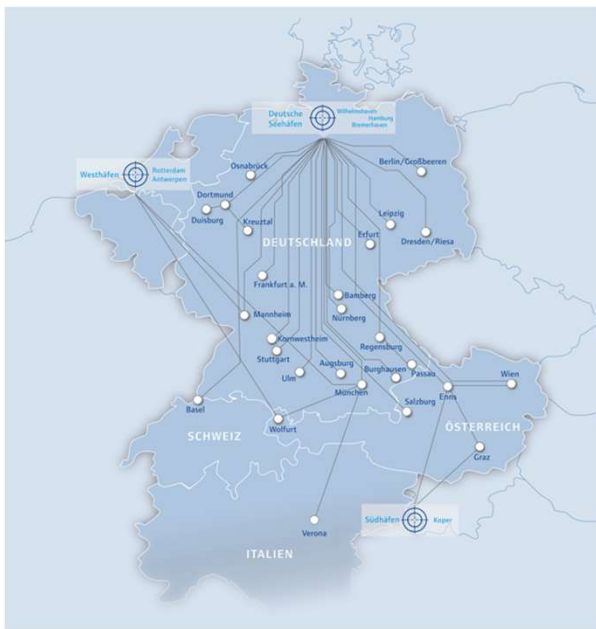 Deutsche
Seehäfen
Wilhelmshaven
Hamburg
Bremerhaven
Westhäfen
Rotterdam
Antwerpen
Osnabrück
Berlin/Großbeeren
Dortmund
Duisburg
Kreuztal
Leipzig
DEUTSCHLAND
Erfurt
Dresden/Riesa
Frankfurt a. M.
Bamberg
Mannheim
Nürnberg
Kornwestheim
Regensburg
Stuttgart
Augsburg
Burghausen
Passau
Wien
Ulm
München
Enns
Basel
Salzburg
Wolfurt
SCHWEIZ
ÖSTERREICH
Graz
Südhäfen
Koper
Verona
ITALIEN